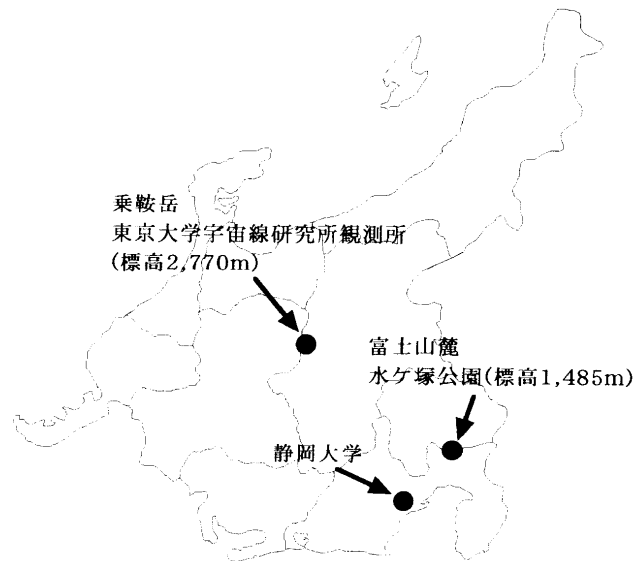 乗鞍岳
東京大学宇宙線研究所観測所
(標高2,770m)
富士山麓
水ケ塚公園(標高1,485m)
静岡大学